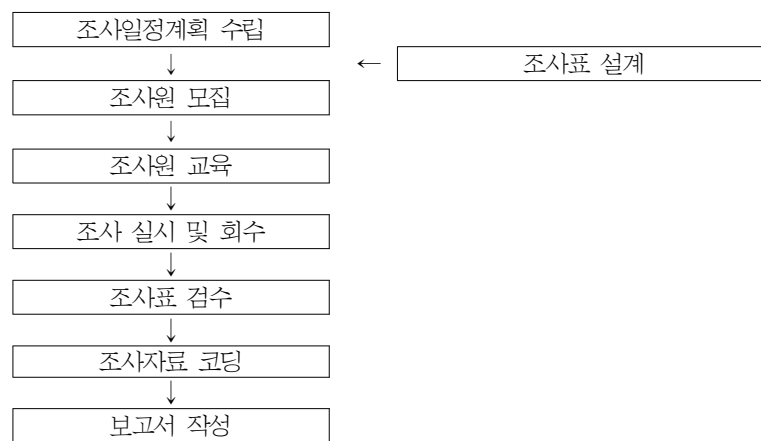 조사일정계획 수립
↓
← 조사표 설계
조사원 모집
↓
조사원 교육
↓
조사 실시 및 회수
↓
조사표 검수
↓
조사자료 코딩
↓
보고서 작성